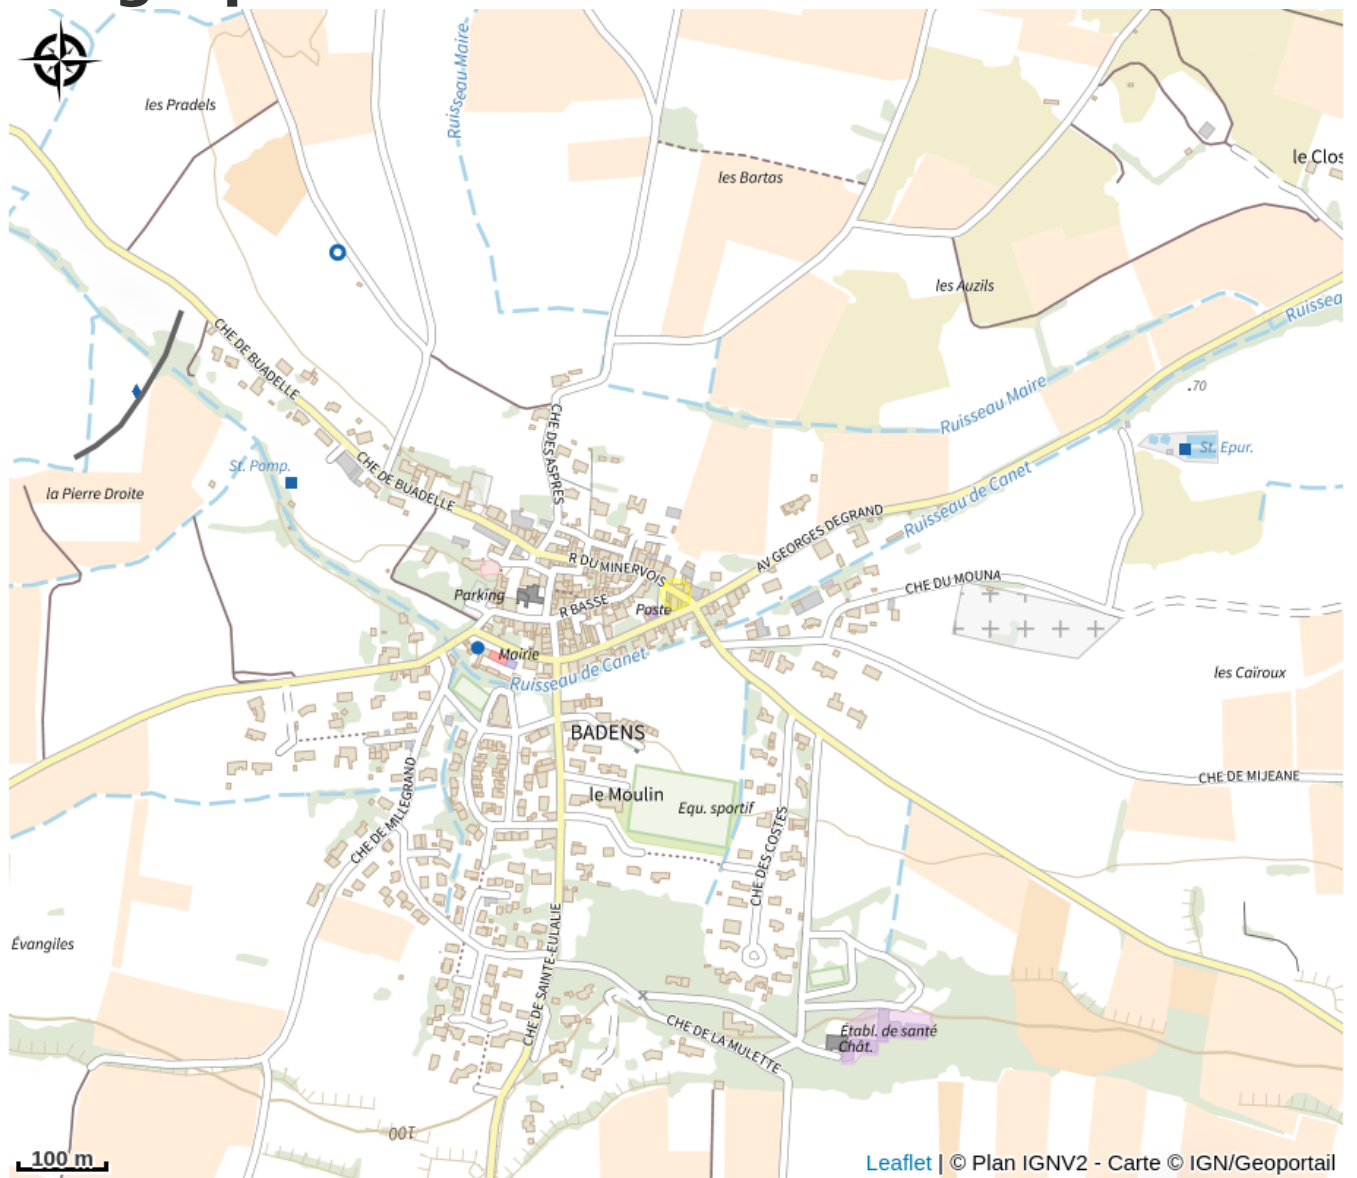 les Pradels
Ruisseau Maire
les Bartas
le Clos
les Auzils
Ruissea
CHE DE BUADELLE
.70
Ruisseau Maire
CHE DES ASPRES
St. Pomp.
St. Epur.
CHE DE BUADELLE
la Pierre Droite
Ruisseau de Canet
AV GEORGES DEGRAND
R DU MINERVOIS
CHE DU MOUNA
Parking
R BASSE
Poste
Mairie
Ruisseau de Canet
les Caïroux
BADENS
CHE DE MIJEANE
le Moulin
Equ. sportif
CHE DE MILLEGRAND
CHE DES COSTES
Évangiles
CHE DE SAINTE-EULALIE
CHE DE LA MULETTE
Établ. de santé
Chât.
100
100 m
Leaflet | © Plan IGNV2 - Carte © IGN/Geoportail